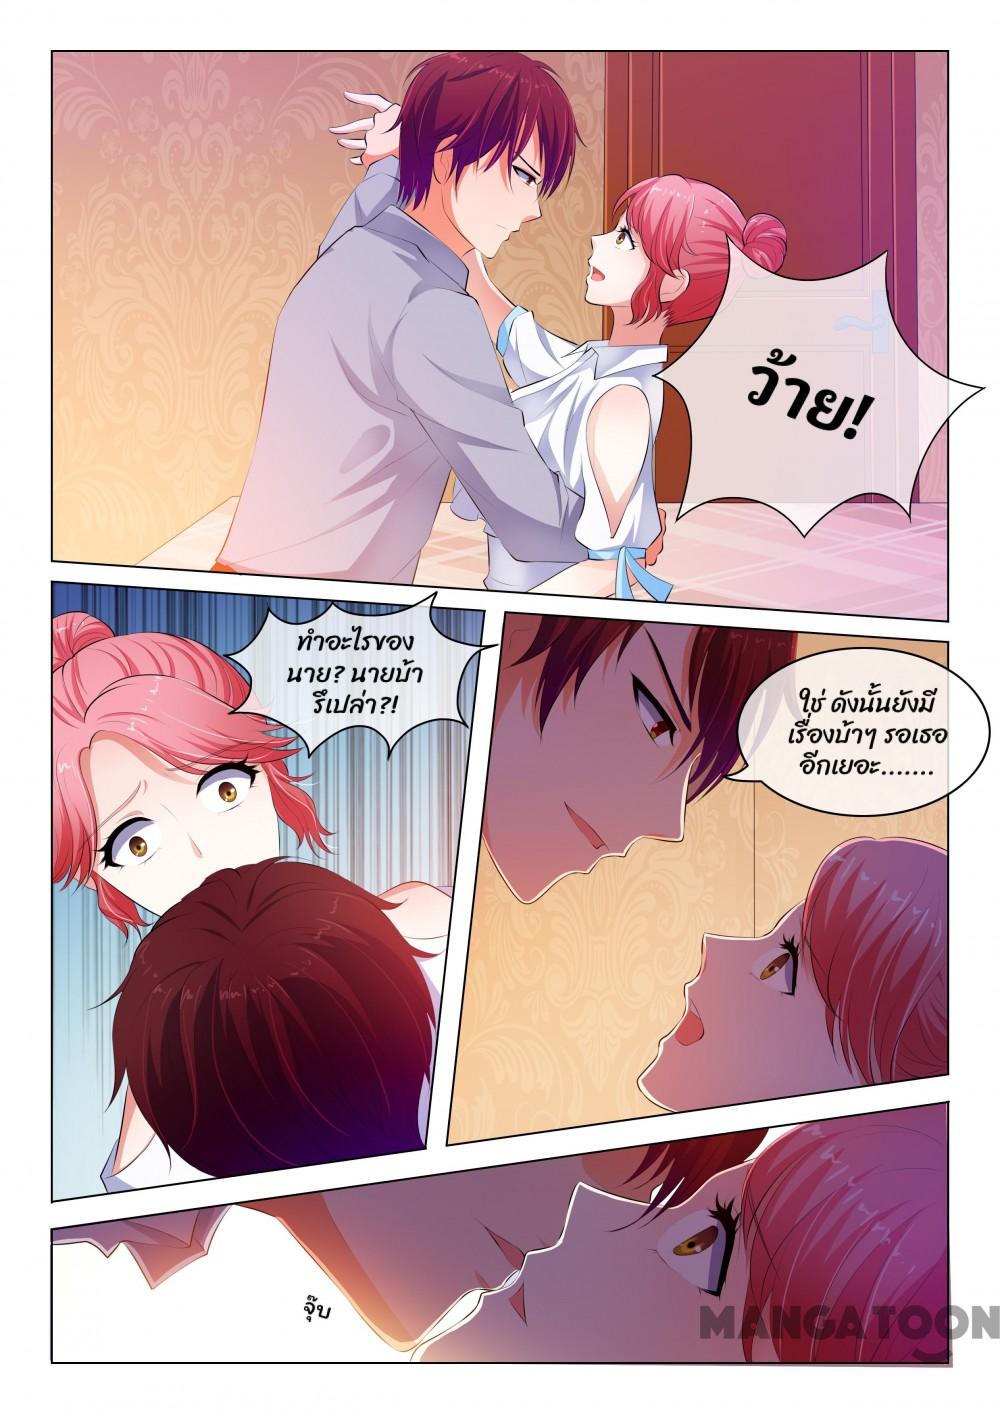 ว้าย!
ทำอะไรของ
นาย? นายบ้า
รึเปล่า?!
ใช่ ดังนั้นยังมี
เรื่องบ้าๆ รอเธอ
อีกเยอะ.......
จุ๊บ
MANGATOON